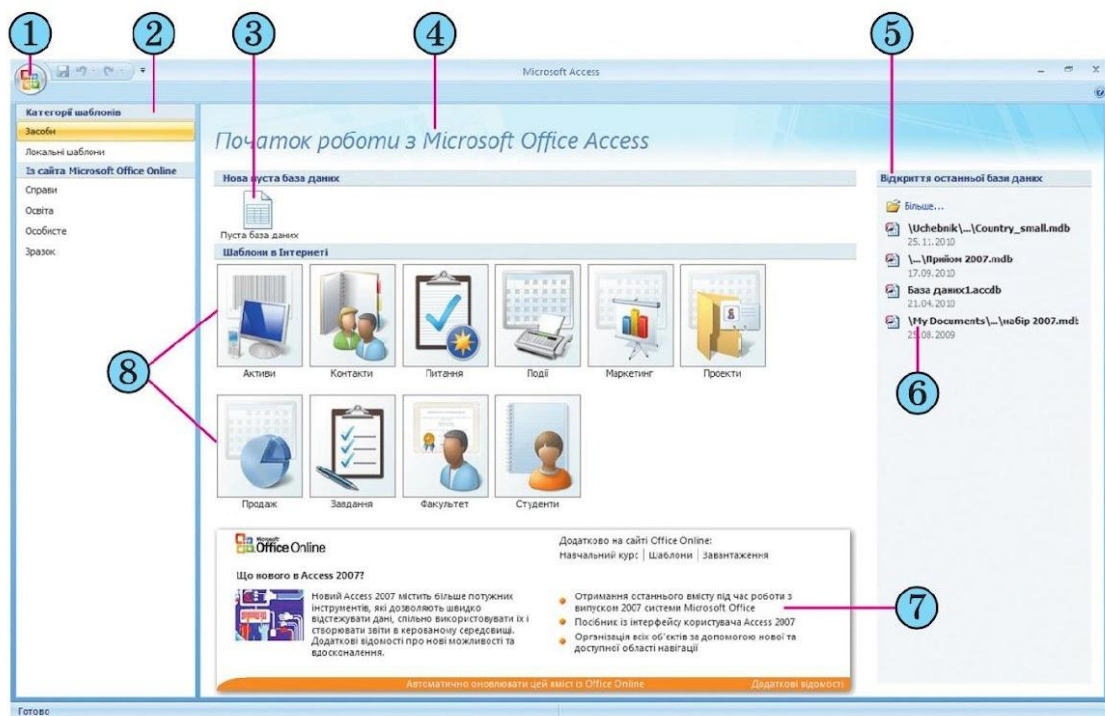 1
2
3
4
5
Microsoft Access
Категорії шаблонів
Засоби
Локальні шаблони
Із сайта Microsoft Office Online
Справи
Освіта
Особисте
Зразок
Початок роботи з Microsoft Office Access
Нова пуста база даних
Пуста база даних
Шаблони в Інтернеті
Активи
Контакти
Питання
Події
Маркетинг
Проекти
8
Продаж
Завдання
Факультет
Студенти
Відкриття останньої бази даних
Більше...
\Uchebnik\...\Country_small.mdb
25.11.2010
\...\Прийом 2007.mdb
17.09.2010
База даних1.accdb
21.04.2010
\My Documents\...\набір 2007.mdb
25.08.2009
6
Microsoft
Office Online
Додатково на сайті Office Online:
Навчальний курс | Шаблони | Завантаження
Що нового в Access 2007?
Новий Access 2007 містить більше потужних
інструментів, які дозволяють швидко
відстежувати дані, спільно використовувати їх і
створювати звіти в керованому середовищі.
Додаткові відомості про нові можливості та
вдосконалення.
Отримання останнього вмісту під час роботи з
випуском 2007 системи Microsoft Office
Посібник із інтерфейсу користувача Access 2007
Організація всіх об'єктів за допомогою нової та
доступної області навігації
7
Автоматично оновлювати цей вміст із Office Online
Додаткові відомості
Готово